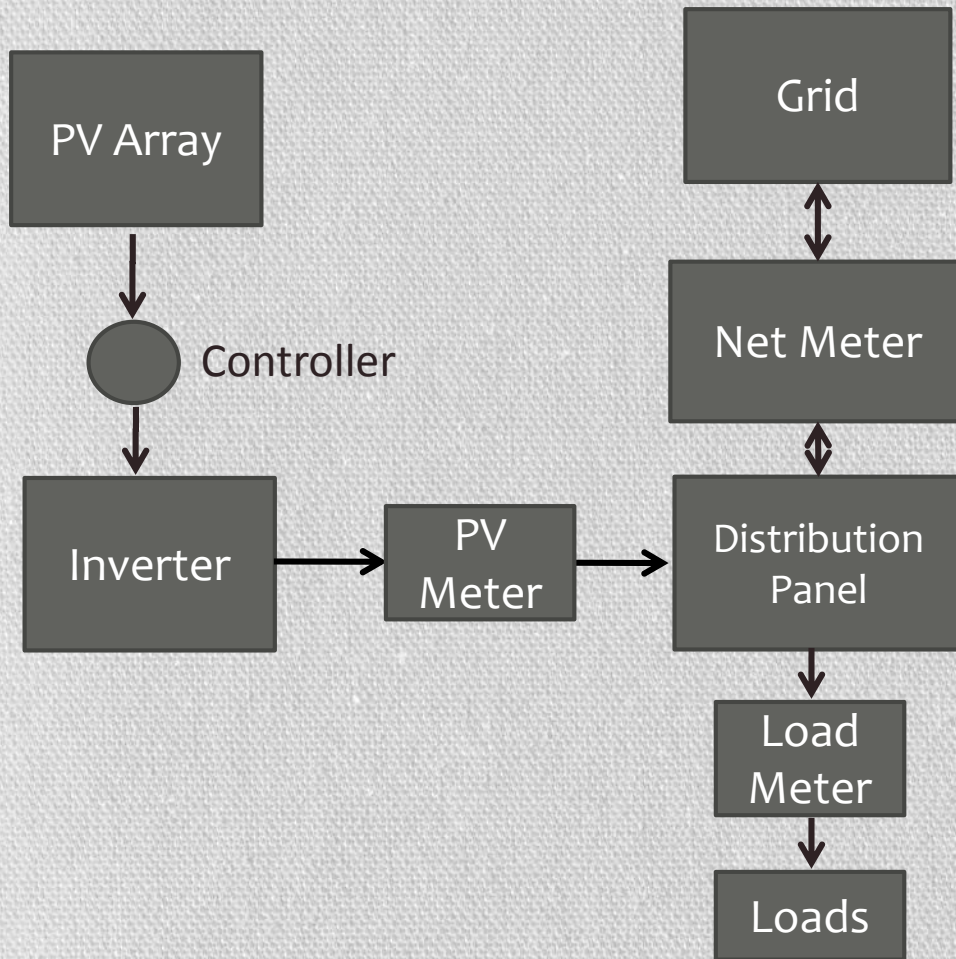 PV Array
Grid
Controller
Net Meter
Inverter
PV
Meter
Distribution
Panel
Load
Meter
Loads